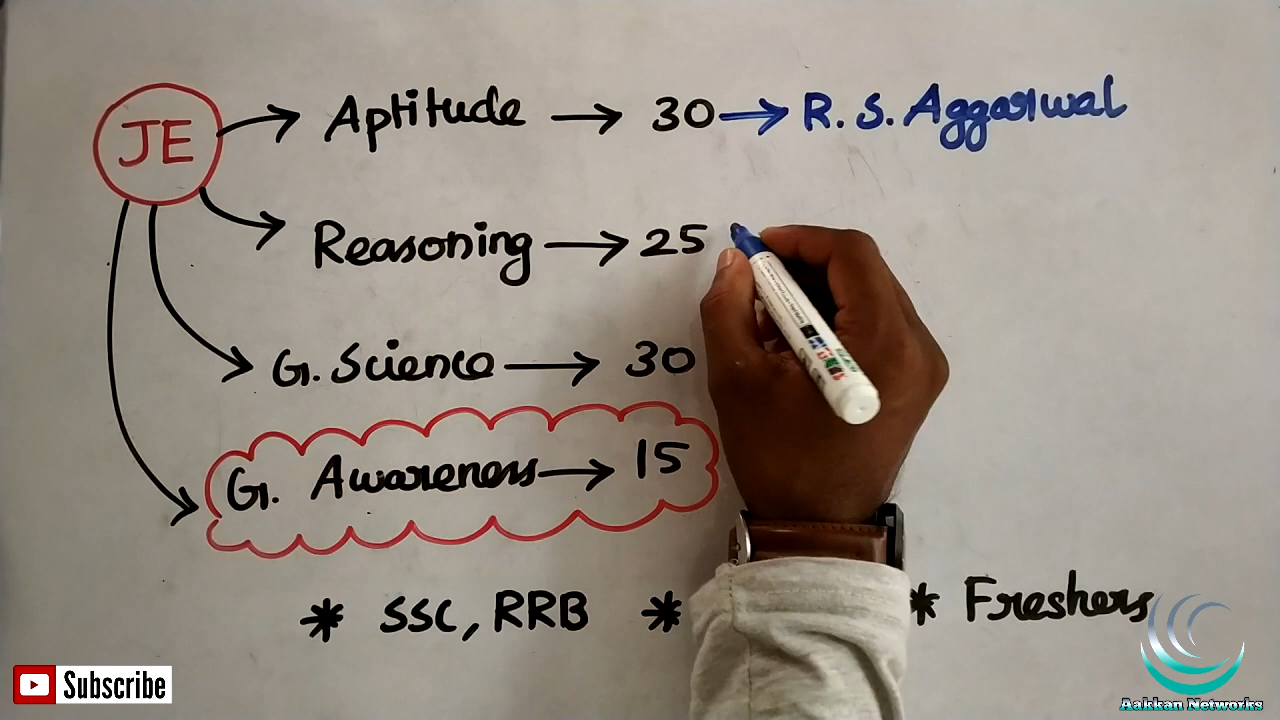 JE
Aptitude → 30 → R. S. Aggarwal
Reasoning → 25
G. Science → 30
G. Awareness → 15
* SSC, RRB * * Freshers
Subscribe
Aakkan Networks